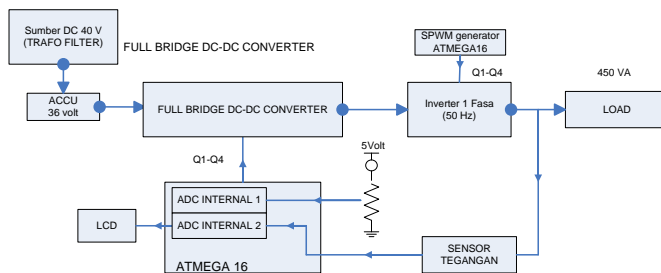 Sumber DC 40 V
(TRAFO FILTER)
FULL BRIDGE DC-DC CONVERTER
SPWM generator
ATMEGA16
ACCU
36 volt
FULL BRIDGE DC-DC CONVERTER
Q1-Q4
Inverter 1 Fasa
(50 Hz)
450 VA
LOAD
Q1-Q4
5Volt
ADC INTERNAL 1
ADC INTERNAL 2
LCD
ATMEGA 16
SENSOR
TEGANGAN